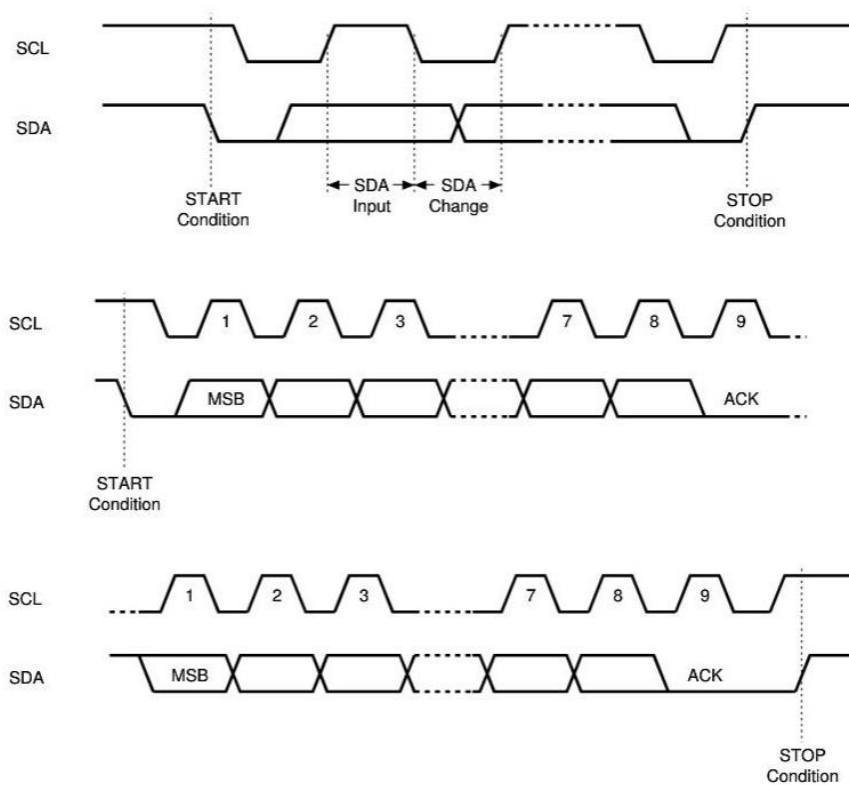 SCL
SDA
SDA
Input
SDA
Change
START
Condition
STOP
Condition
SCL
1 2 3 7 8 9
SDA
MSB
ACK
START
Condition
SCL
1 2 3 7 8 9
SDA
MSB
ACK
STOP
Condition